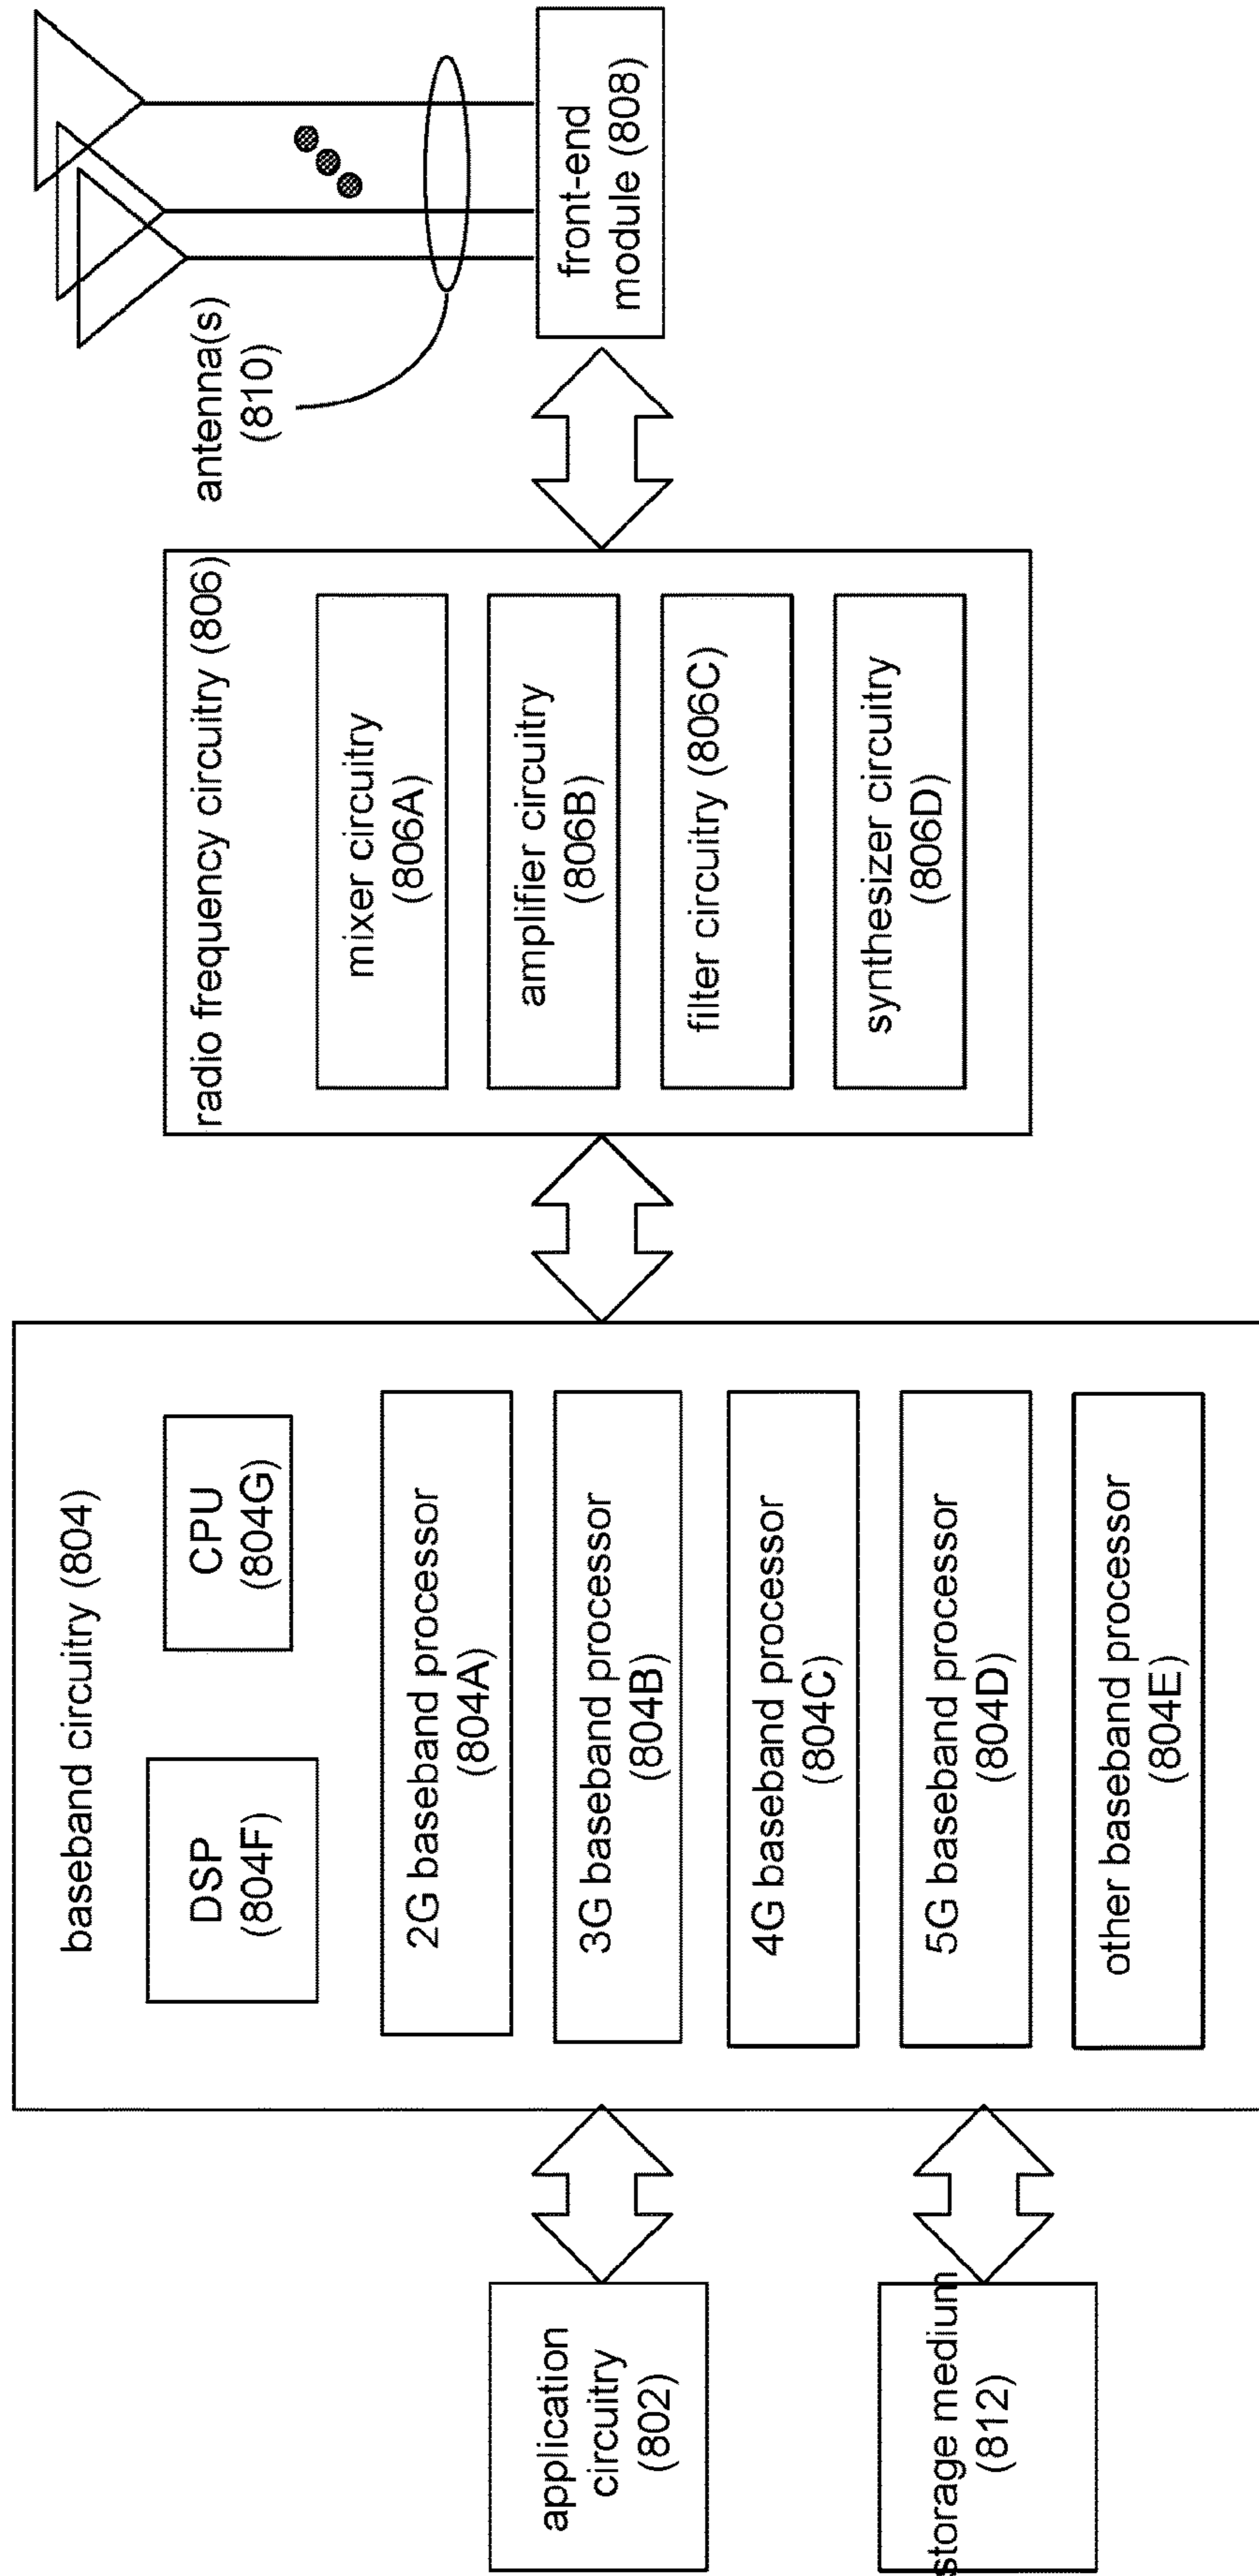 application
circuitry
(802)
storage medium
(812)
baseband circuitry (804)
DSP
(804F)
CPU
(804G)
2G baseband processor
(804A)
3G baseband processor
(804B)
4G baseband processor
(804C)
5G baseband processor
(804D)
other baseband processor
(804E)
radio frequency circuitry (806)
mixer circuitry
(806A)
amplifier circuitry
(806B)
filter circuitry (806C)
synthesizer circuitry
(806D)
antenna(s)
(810)
front-end
module (808)